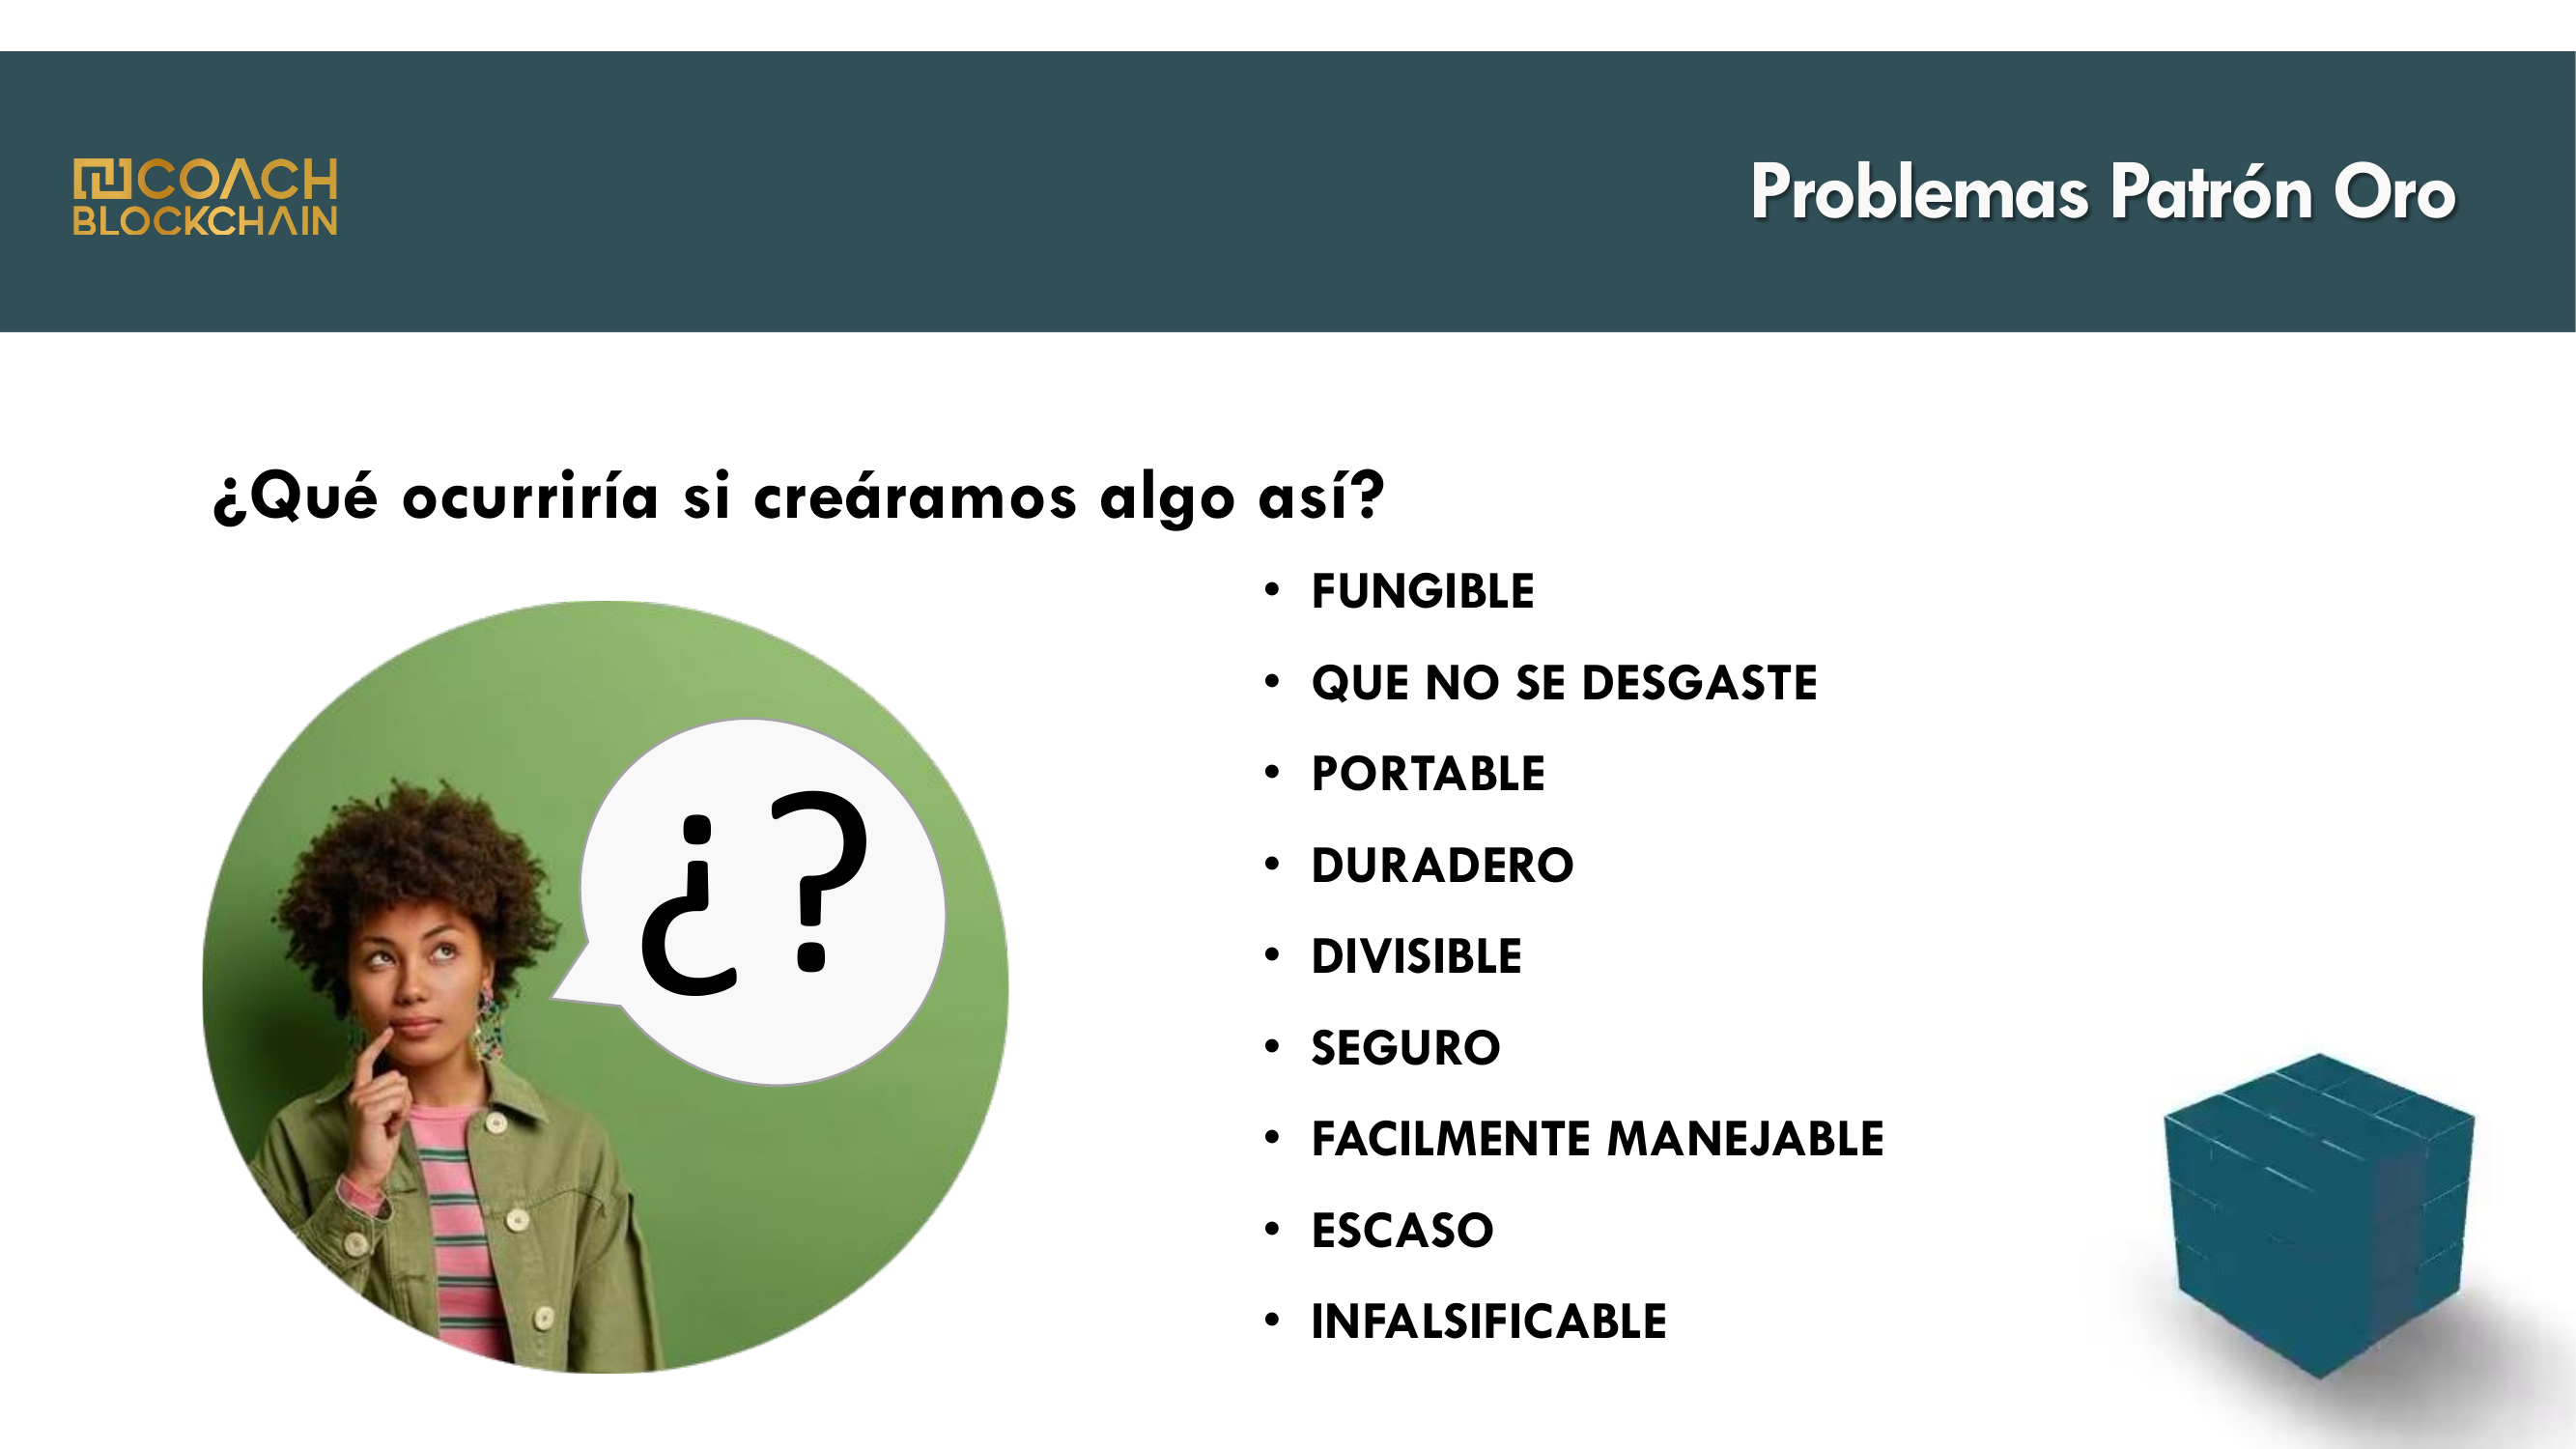 COACH
BLOCKCHAIN
Problemas Patrón Oro
¿Qué ocurriría si creáramos algo así?
• FUNGIBLE
• QUE NO SE DESGASTE
• PORTABLE
• DURADERO
• DIVISIBLE
• SEGURO
• FACILMENTE MANEJABLE
• ESCASO
• INFALSIFICABLE
¿?